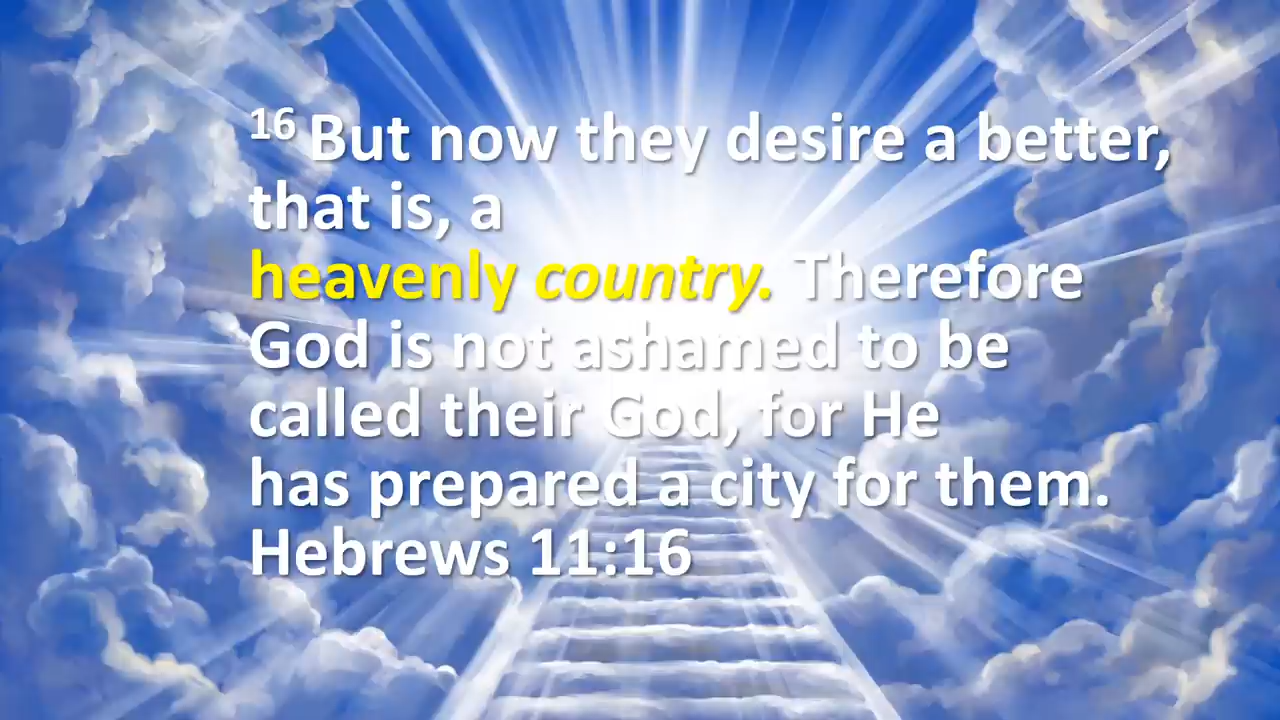 16 But now they desire a better,
that is, a
heavenly country. Therefore
God is not ashamed to be
called their God, for He
has prepared a city for them.
Hebrews 11:16